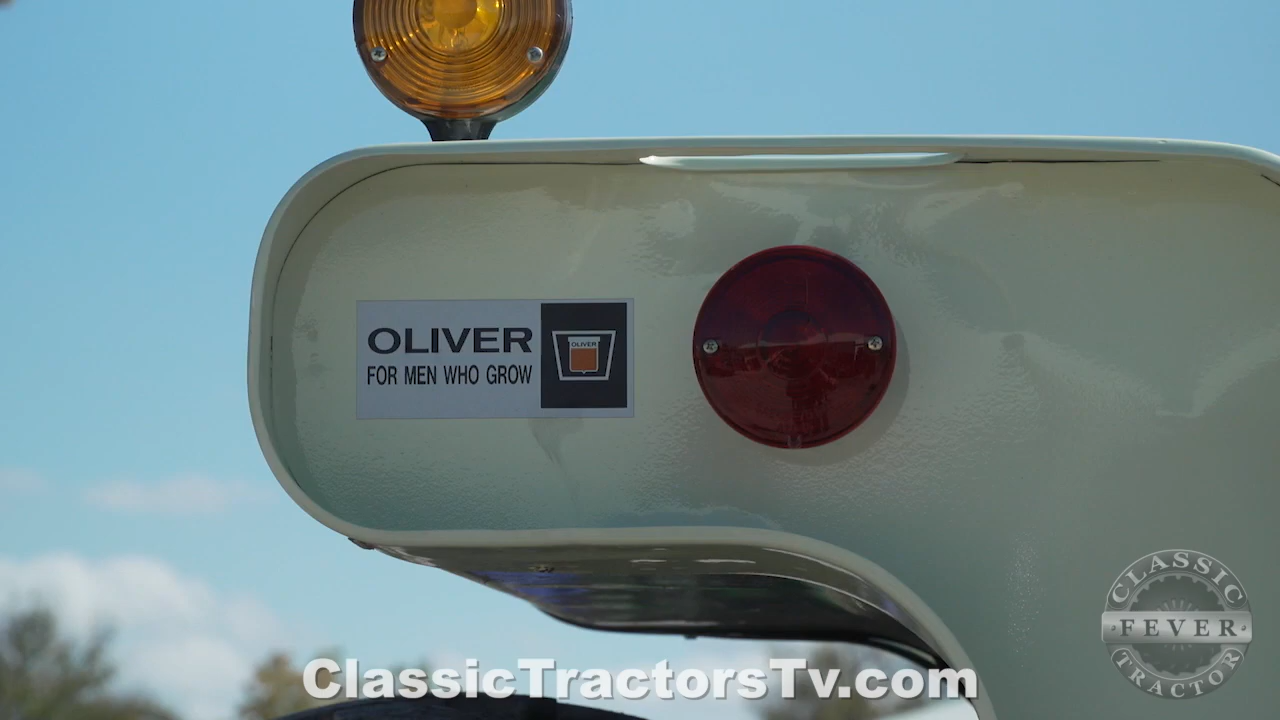 OLIVER
FOR MEN WHO GROW
OLIVER
CLASSIC
FEVER
TRACTOR
ClassicTractorsTv.com